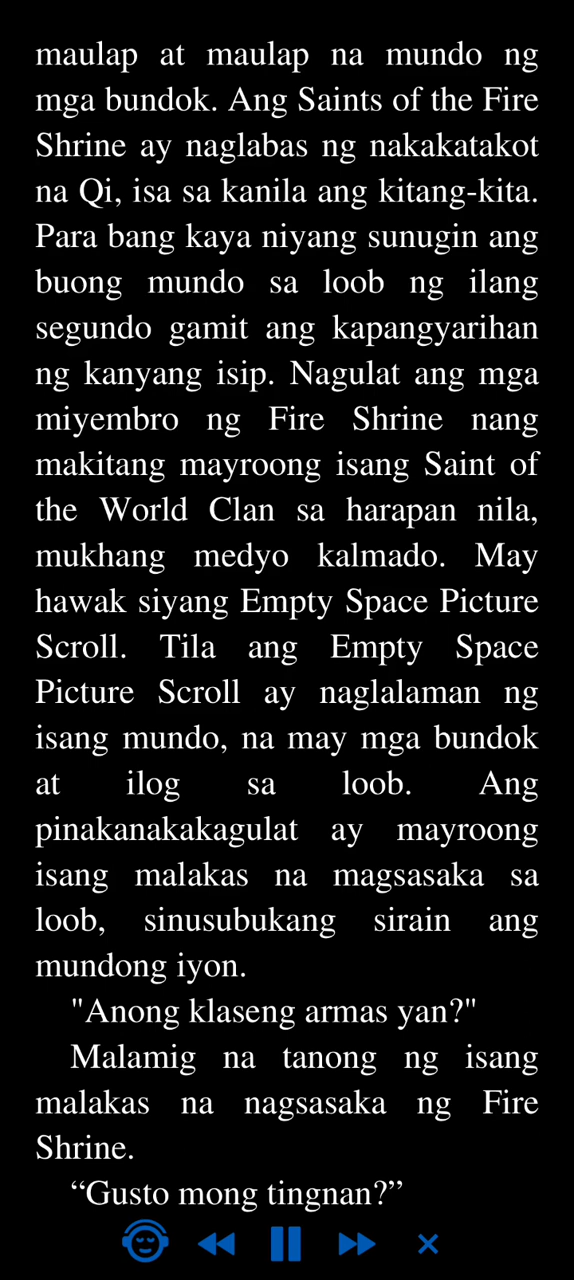 maulap at maulap na mundo ng
mga bundok. Ang Saints of the Fire
Shrine ay naglabas ng nakakatakot
na Qi, isa sa kanila ang kitang-kita.
Para bang kaya niyang sunugin ang
buong mundo sa loob ng ilang
segundo gamit ang kapangyarihan
ng kanyang isip. Nagulat ang mga
miyembro ng Fire Shrine nang
makitang mayroong isang Saint of
the World Clan sa harapan nila,
mukhang medyo kalmado. May
hawak siyang Empty Space Picture
Scroll. Tila ang Empty Space
Picture Scroll ay naglalaman ng
isang mundo, na may mga bundok
at ilog sa loob. Ang
pinakanakakagulat ay mayroong
isang malakas na magsasaka sa
loob, sinusubukang sirain ang
mundong iyon.
"Anong klaseng armas yan?"
Malamig na tanong ng isang
malakas na nagsasaka ng Fire
Shrine.
“Gusto mong tingnan?”